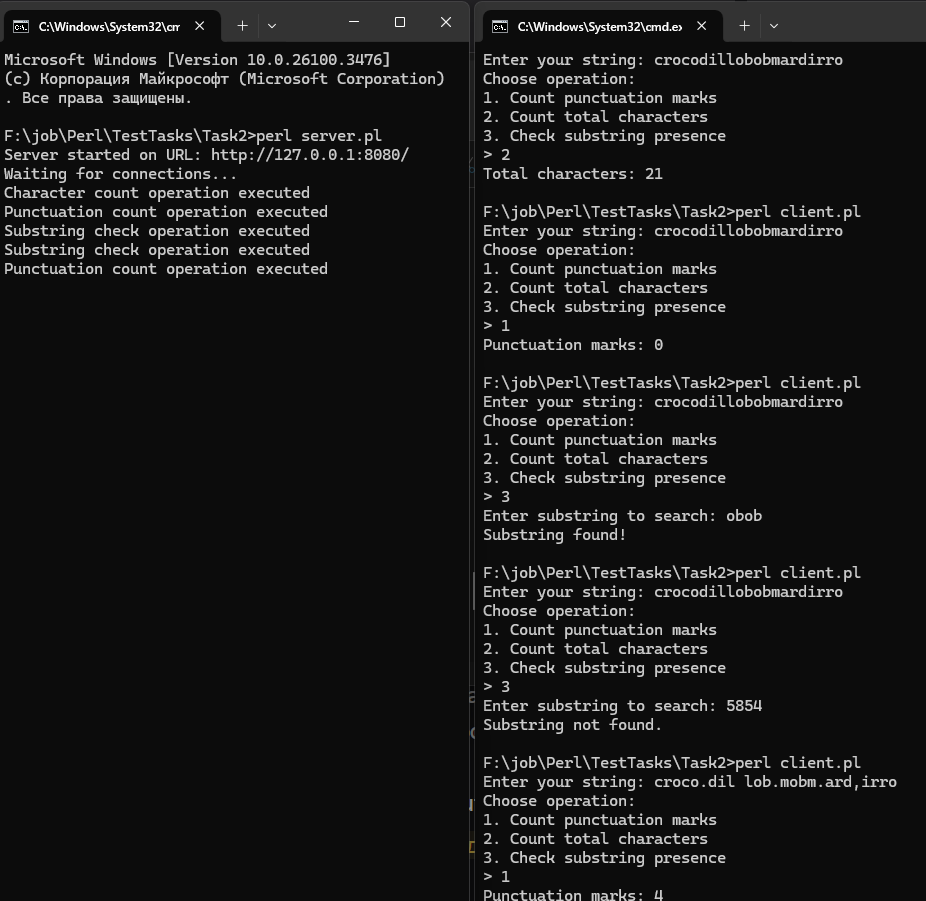 C:\Windows\System32\cm
Microsoft Windows [Version 10.0.26100.3476]
(c) Корпорация Майкрософт (Microsoft Corporation)
. Все права защищены.
F:\job\Perl\TestTasks\Task2>perl server.pl
Server started on URL: http://127.0.0.1:8080/
Waiting for connections...
Character count operation executed
Punctuation count operation executed
Substring check operation executed
Substring check operation executed
Punctuation count operation executed
C:\Windows\System32\cmd.ex
Enter your string: crocodillobobmardirro
Choose operation:
1. Count punctuation marks
2. Count total characters
3. Check substring presence
> 2
Total characters: 21
F:\job\Perl\TestTasks\Task2>perl client.pl
Enter your string: crocodillobobmardirro
Choose operation:
1. Count punctuation marks
2. Count total characters
3. Check substring presence
> 1
Punctuation marks: 0
F:\job\Perl\TestTasks\Task2>perl client.pl
Enter your string: crocodillobobmardirro
Choose operation:
1. Count punctuation marks
2. Count total characters
3. Check substring presence
> 3
Enter substring to search: obob
Substring found!
F:\job\Perl\TestTasks\Task2>perl client.pl
Enter your string: crocodillobobmardirro
Choose operation:
1. Count punctuation marks
2. Count total characters
3. Check substring presence
> 3
Enter substring to search: 5854
Substring not found.
F:\job\Perl\TestTasks\Task2>perl client.pl
Enter your string: croco.dil lob.mobm.ard,irro
Choose operation:
1. Count punctuation marks
2. Count total characters
3. Check substring presence
> 1
Punctuation marks: 4